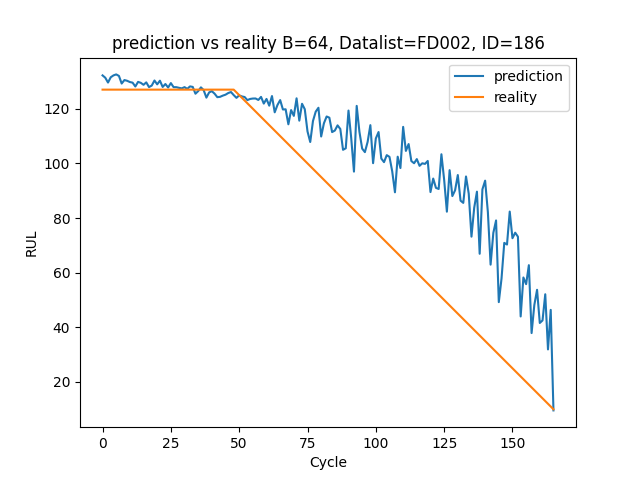 prediction vs reality B=64, Datalist=FD002, ID=186
prediction
reality
120
100
80
60
40
20
RUL
0 25 50 75 100 125 150
Cycle